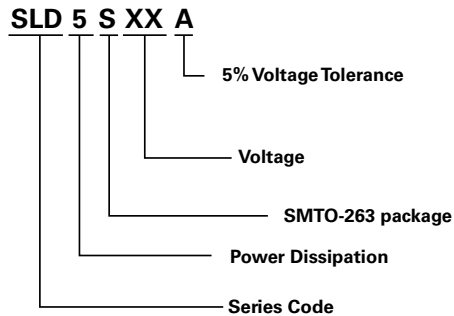 SLD 5 S XX A
5% Voltage Tolerance
Voltage
SMTO-263 package
Power Dissipation
Series Code